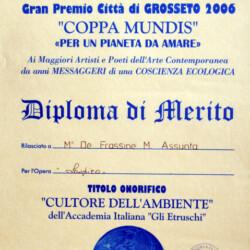 Gran Premio Città di GROSSETO 2006
"COPPA MUNDIS"
«PER UN PIANETA DA AMARE»
Ai Maggiori Artisti e Poeti dell'Arte Contemporanea
da anni MESSAGGERI di una COSCIENZA ECOLOGICA
Diploma di Merito
Rilasciato a Mº De Frassine M. Assunta
Per l'Opera
TITOLO ONORIFICO
"CULTORE DELL'AMBIENTE"
dell'Accademia Italiana "Gli Etruschi"